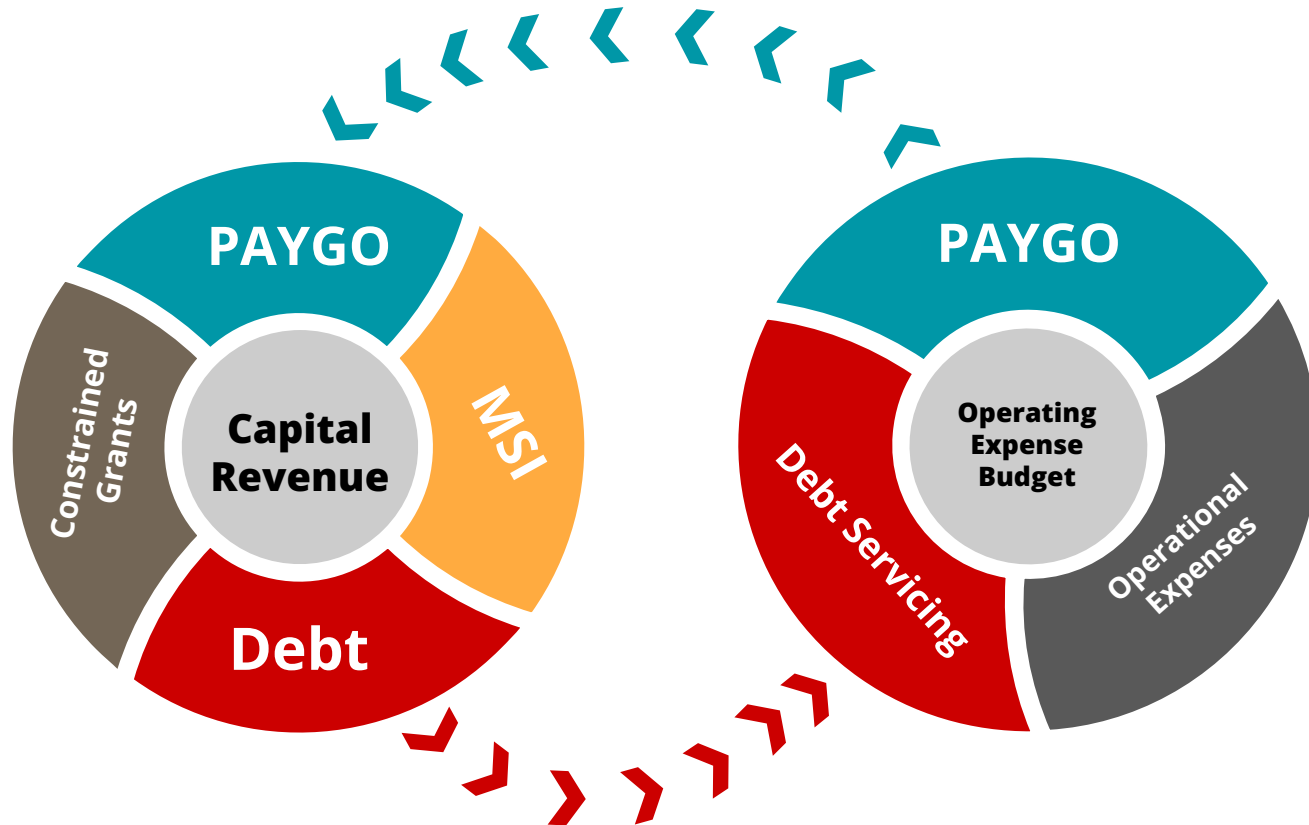 PAYGO
Constrained
Grants
Capital
Revenue
MSI
Debt
PAYGO
Debt Servicing
Operating
Expense
Budget
Operational
Expenses